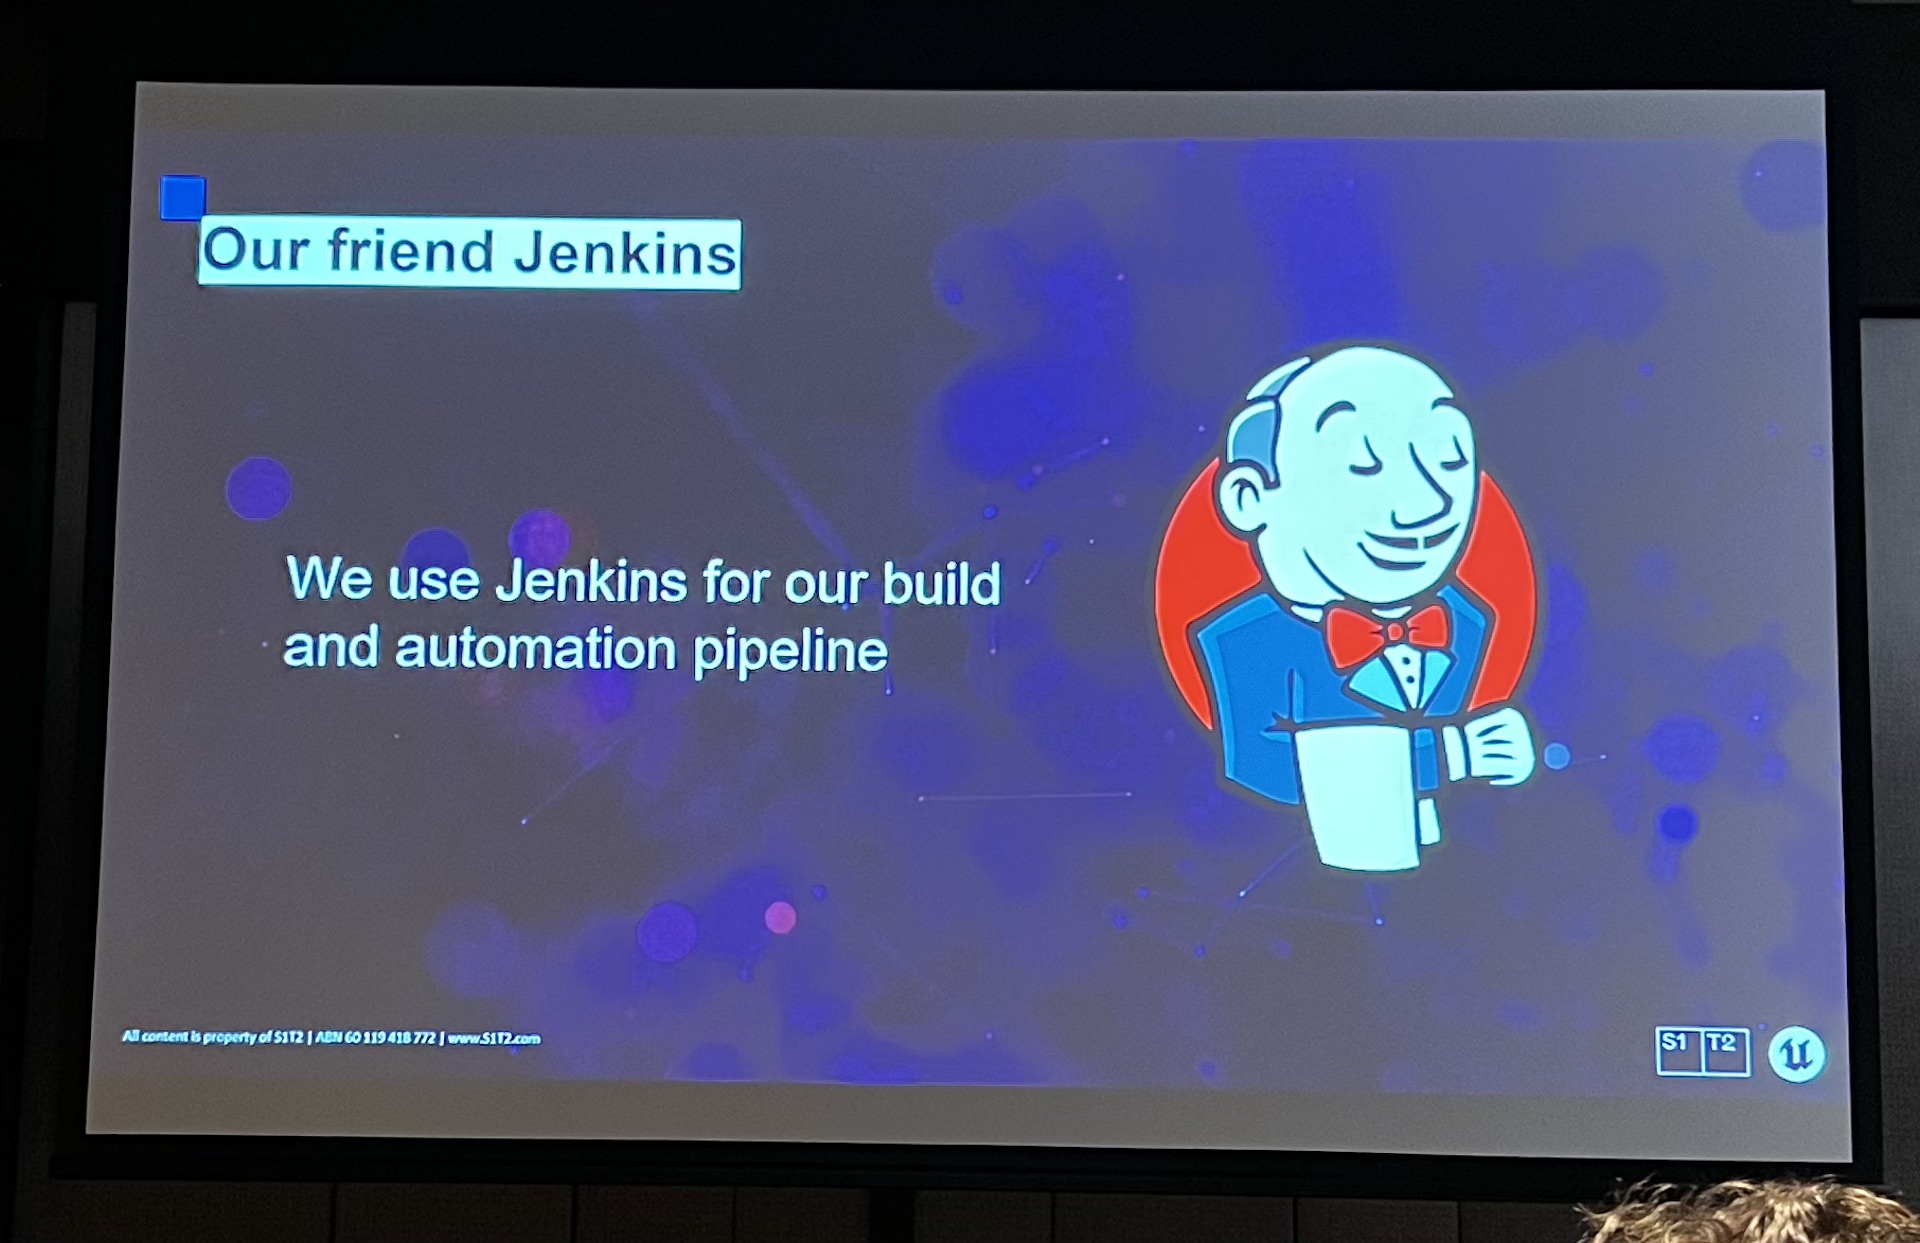 Our friend Jenkins
We use Jenkins for our build
and automation pipeline
All content is property of S1T2 | ABN 60 119 418 772 | www.S1T2.com
S1 T2